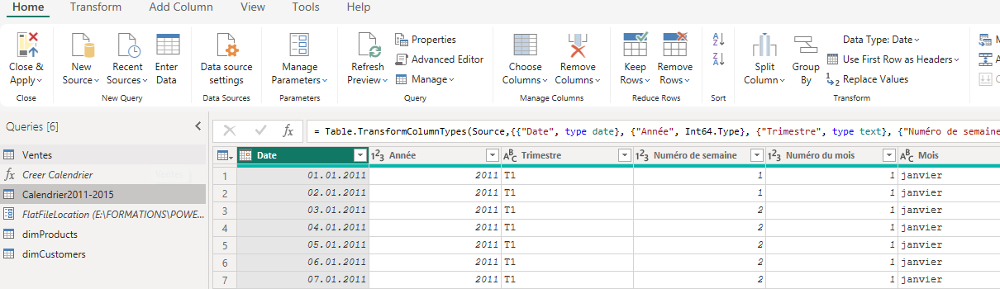 Home Transform Add Column View Tools Help
Close & Apply New Source Recent Sources Enter Data Data source settings Manage Parameters Refresh Preview Properties Advanced Editor Manage Choose Columns Remove Columns Keep Rows Remove Rows Split Column Group By Data Type: Date Use First Row as Headers Replace Values
Close New Query Data Sources Parameters Query Manage Columns Reduce Rows Sort Transform
Queries [6]
= Table.TransformColumnTypes(Source,{{"Date", type date}, {"Année", Int64.Type}, {"Trimestre", type text}, {"Numéro de semaine
Ventes
Creer Calendrier
Calendrier2011-2015
FlatFileLocation (E:\FORMATIONS\POWE...
dimProducts
dimCustomers
Date Année Trimestre Numéro de semaine Numéro du mois Mois
1 01.01.2011 2011 T1 1 1 janvier
2 02.01.2011 2011 T1 1 1 janvier
3 03.01.2011 2011 T1 2 1 janvier
4 04.01.2011 2011 T1 2 1 janvier
5 05.01.2011 2011 T1 2 1 janvier
6 06.01.2011 2011 T1 2 1 janvier
7 07.01.2011 2011 T1 2 1 janvier